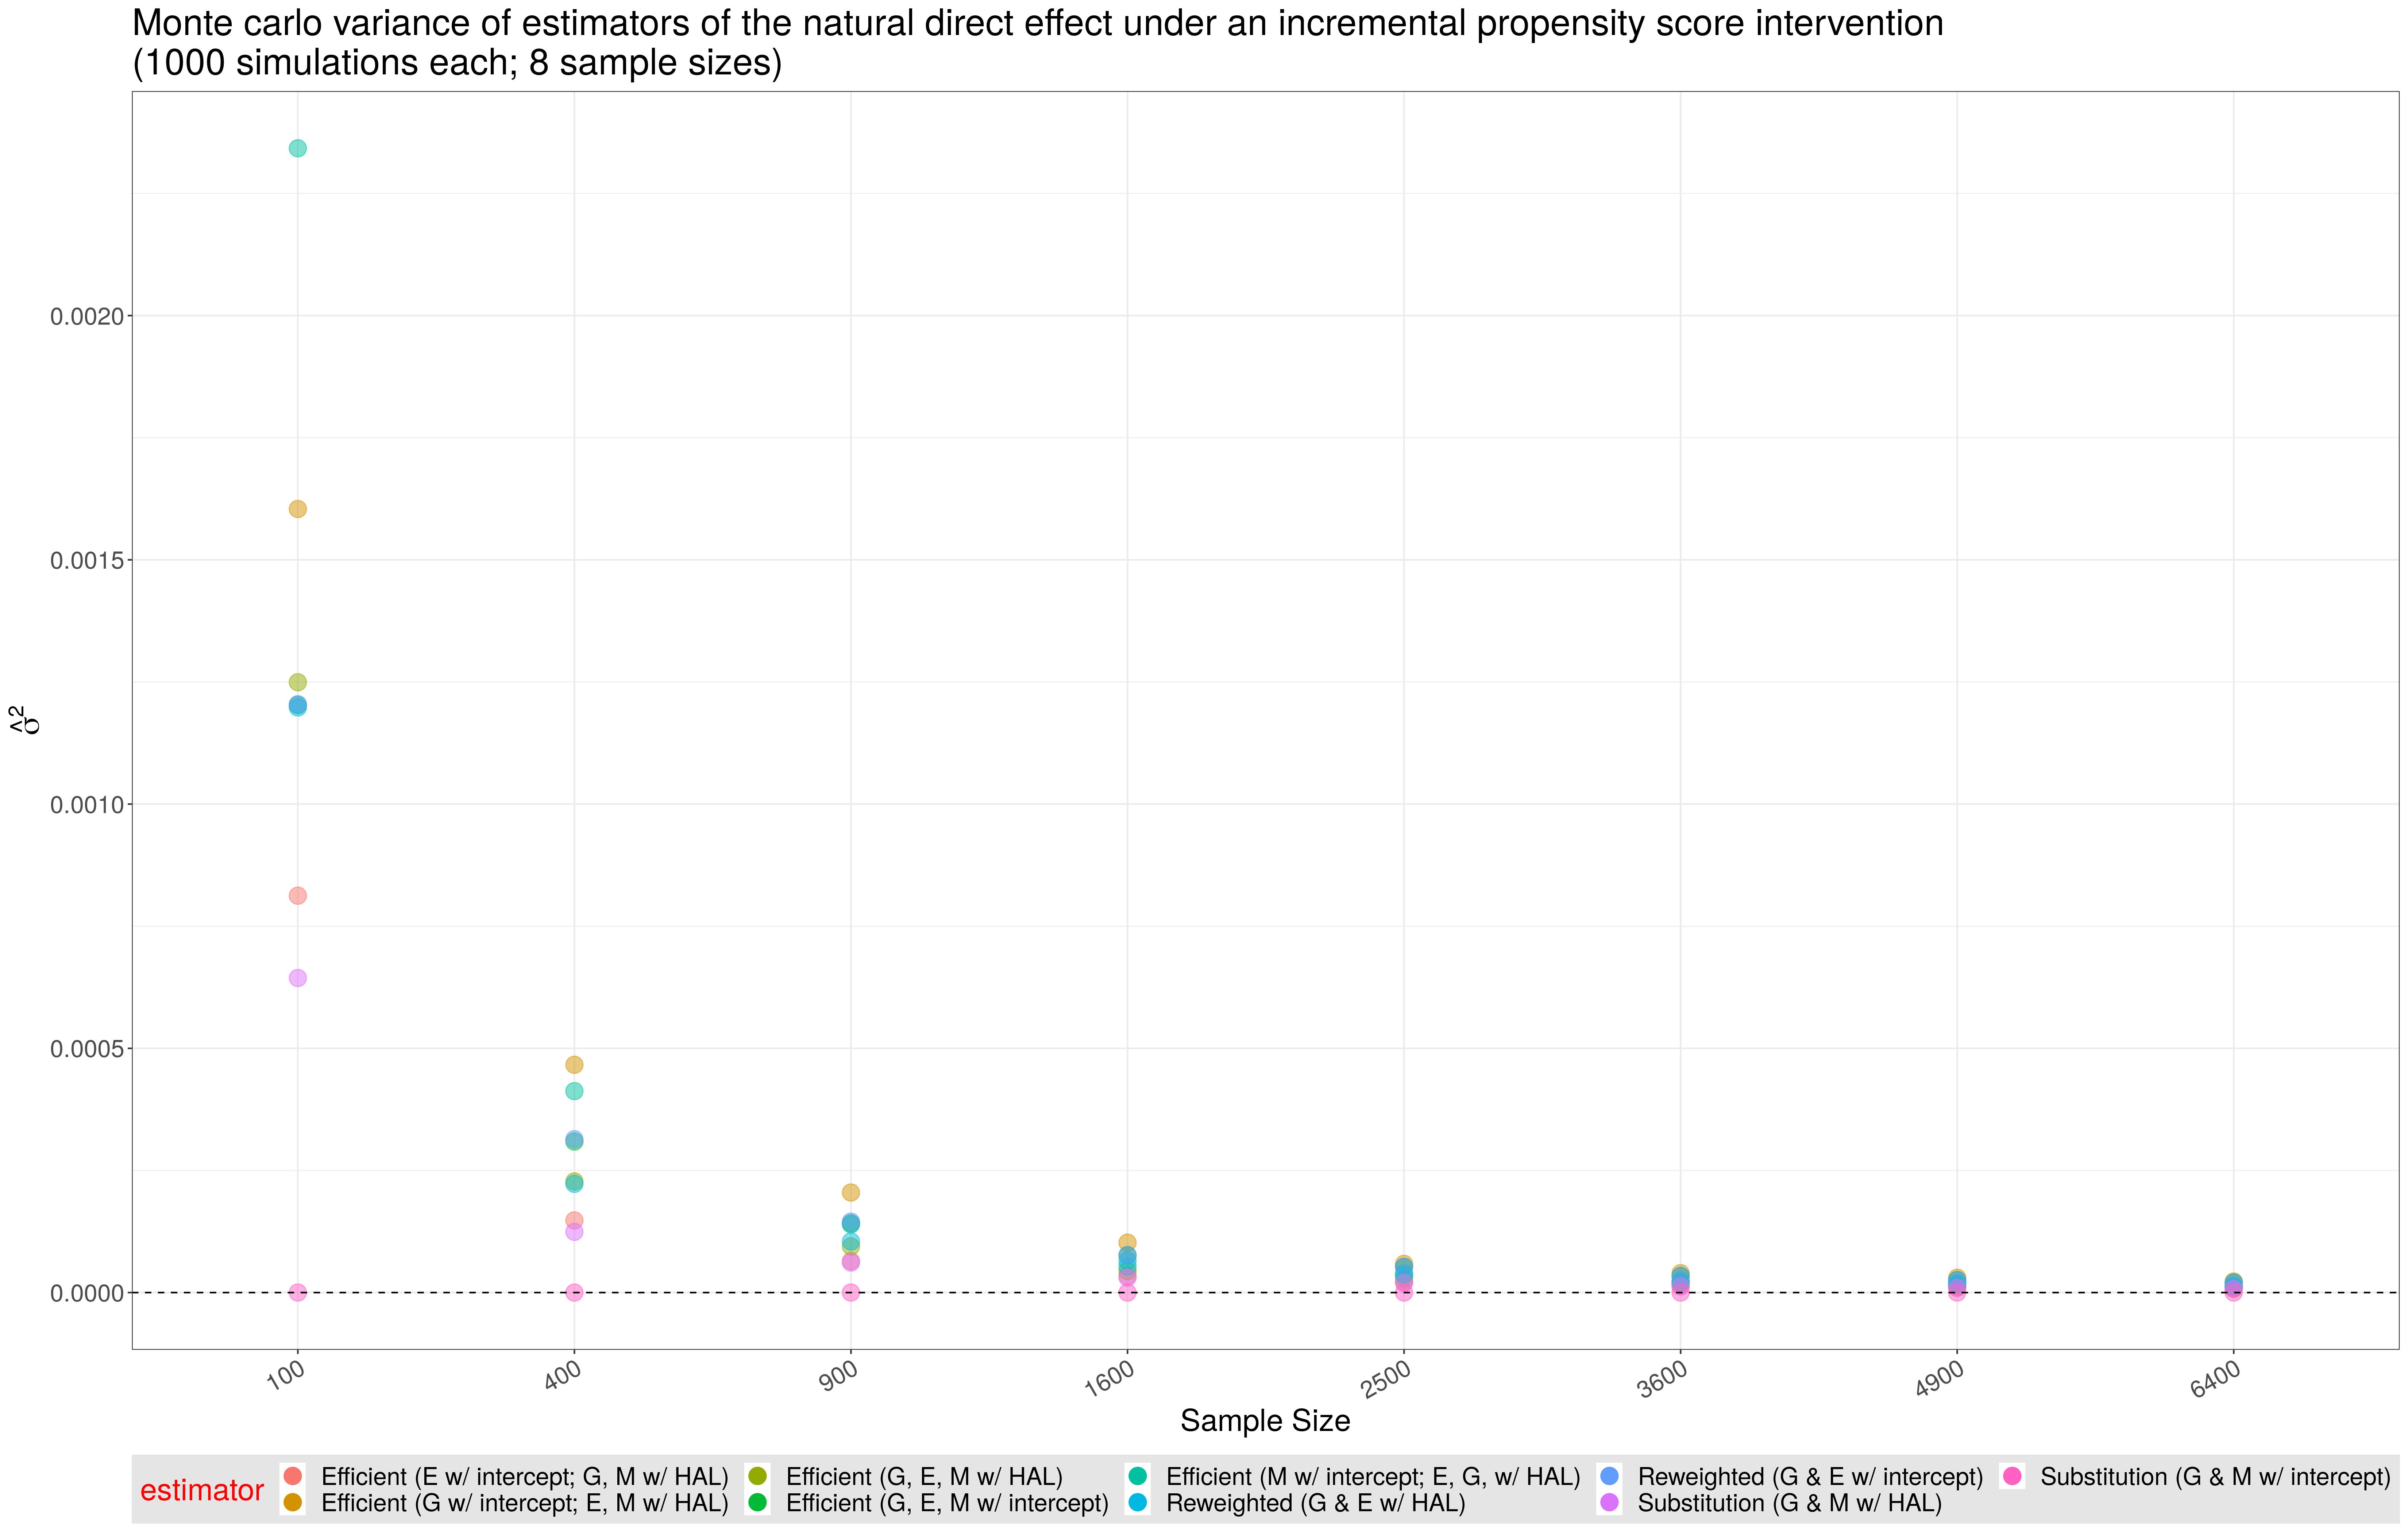 Monte carlo variance of estimators of the natural direct effect under an incremental propensity score intervention
(1000 simulations each; 8 sample sizes)
0.0020
0.0015
0.0010
0.0005
0.0000
σ̂²
100 400 900 1600 2500 3600 4900 6400
Sample Size
estimator
Efficient (E w/ intercept; G, M w/ HAL) Efficient (G, E, M w/ HAL) Efficient (M w/ intercept; E, G, w/ HAL) Reweighted (G & E w/ intercept) Substitution (G & M w/ intercept)
Efficient (G w/ intercept; E, M w/ HAL) Efficient (G, E, M w/ intercept) Reweighted (G & E w/ HAL) Substitution (G & M w/ HAL)